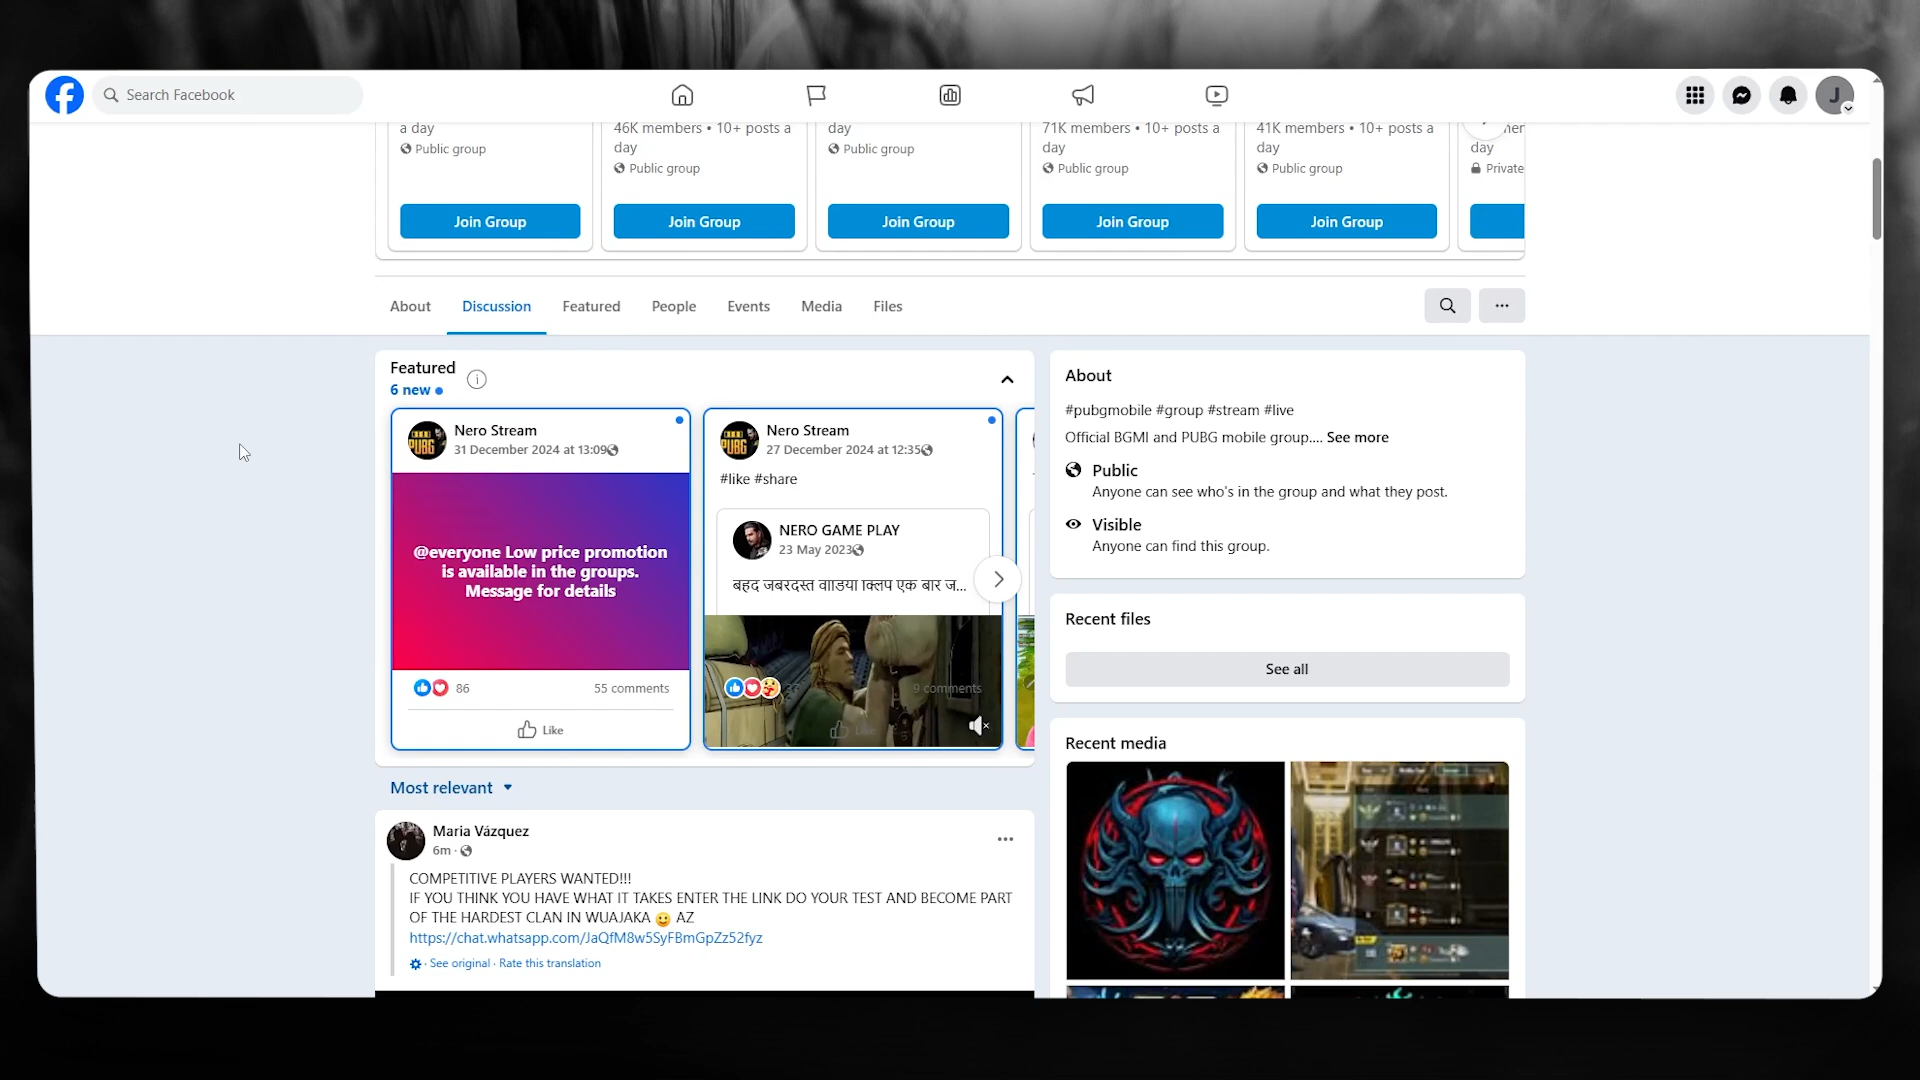 Search Facebook
J
a day
Public group
Join Group
46K members • 10+ posts a
day
Public group
Join Group
day
Public group
Join Group
71K members • 10+ posts a
day
Public group
Join Group
41K members • 10+ posts a
day
Public group
Join Group
day
Private
About
Discussion
Featured
People
Events
Media
Files
Featured
6 new
Nero Stream
31 December 2024 at 13:09
@everyone Low price promotion
is available in the groups.
Message for details
86
55 comments
Like
Nero Stream
27 December 2024 at 12:35
#like #share
NERO GAME PLAY
23 May 2023
9 comments
Like
Most relevant
Maria Vázquez
6m ·
COMPETITIVE PLAYERS WANTED!!!
IF YOU THINK YOU HAVE WHAT IT TAKES ENTER THE LINK DO YOUR TEST AND BECOME PART
OF THE HARDEST CLAN IN WUAJAKA 😃 AZ
https://chat.whatsapp.com/JaQfM8w5SyFBmGpZz52fyz
· See original · Rate this translation
About
#pubgmobile #group #stream #live
Official BGMI and PUBG mobile group.... See more
Public
Anyone can see who's in the group and what they post.
Visible
Anyone can find this group.
Recent files
See all
Recent media